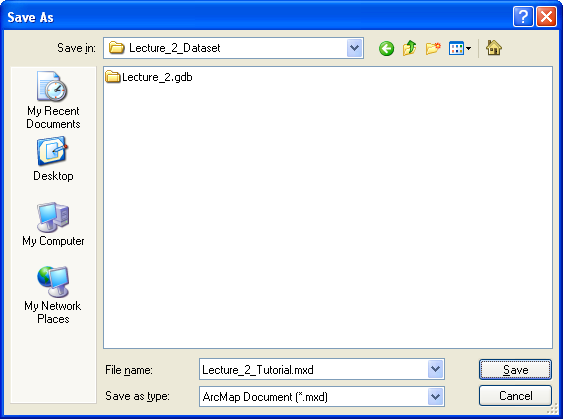 Save As
Save in:
Lecture_2_Dataset
My Recent
Documents
Desktop
My Computer
My Network
Places
Lecture_2.gdb
File name:
Lecture_2_Tutorial.mxd
Save
Save as type:
ArcMap Document (*.mxd)
Cancel